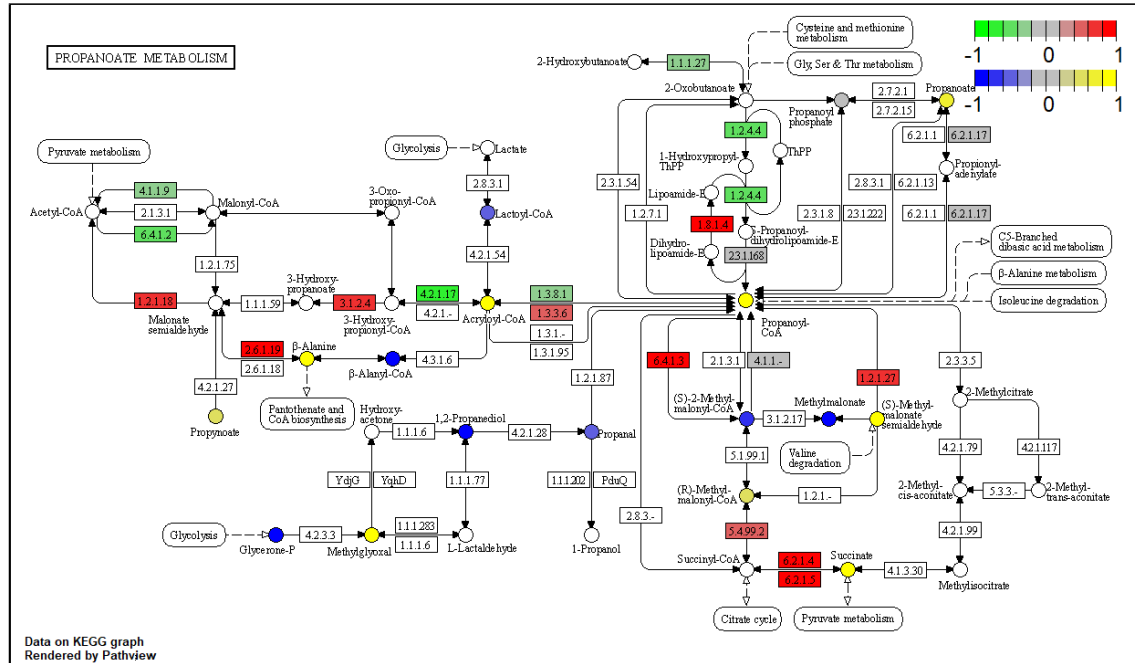 PROPANOATE METABOLISM
-1 0 1
-1 0 1
Cysteine and methionine
metabolism
Gly, Ser & Thr metabolism
2-Hydroxybutanoate
1.1.1.27
2-Oxobutanoate
Propanoyl
phosphate
2.7.2.1
2.7.2.15
Propanoate
6.2.1.1
6.2.1.17
Propionyl-
adenylate
1.2.4.4
1-Hydroxypropyl-
ThPP
ThPP
1.2.4.4
Lipoamide-E
1.8.1.4
Dihydro-
lipoamide-E
S-Propanoyl-
dihydrolipoamide-E
2.3.1.168
2.3.1.54
1.2.7.1
2.3.1.8
2.3.1.222
2.8.3.1
6.2.1.13
6.2.1.1
6.2.1.17
C5-Branched
dibasic acid metabolism
β-Alanine metabolism
Isoleucine degradation
Propanoyl-
CoA
Pyruvate metabolism
Acetyl-CoA
4.1.1.9
2.1.3.1
6.4.1.2
Malonyl-CoA
3-Oxo-
propionyl-CoA
Glycolysis
Lactate
2.8.3.1
Lactoyl-CoA
4.2.1.54
1.2.1.75
1.2.1.18
Malonate
semialdehyde
1.1.1.59
3-Hydroxy-
propanoate
3.1.2.4
3-Hydroxy-
propionyl-CoA
4.2.1.17
4.2.1.-
Acryloyl-CoA
1.3.8.1
1.3.3.6
1.3.1.-
1.3.1.95
2.6.1.19
2.6.1.18
β-Alanine
β-Alanyl-CoA
4.3.1.6
4.2.1.27
Propynoate
Pantothenate and
CoA biosynthesis
1.2.1.87
6.4.1.3
2.1.3.1
4.1.1.-
1.2.1.27
2.3.3.5
(S)-2-Methyl-
malonyl-CoA
Methylmalonate
3.1.2.17
(S)-Methyl-
malonate
semialdehyde
Valine
degradation
2-Methylcitrate
4.2.1.79
4.2.1.117
2-Methyl-
cis-aconitate
5.3.3.-
2-Methyl-
trans-aconitate
4.2.1.99
Methylisocitrate
5.1.99.1
(R)-Methyl-
malonyl-CoA
1.2.1.-
5.4.99.2
2.8.3.-
Succinyl-CoA
6.2.1.4
6.2.1.5
Succinate
4.1.3.30
Citrate cycle
Pyruvate metabolism
Hydroxy-
acetone
1.1.1.6
1,2-Propanediol
4.2.1.28
Propanal
YdjG
YqhD
1.1.1.77
1.1.1.202
PduQ
Glycolysis
Glycerone-P
4.2.3.3
Methylglyoxal
1.1.1.283
1.1.1.6
L-Lactaldehyde
1-Propanol
Data on KEGG graph
Rendered by Pathview